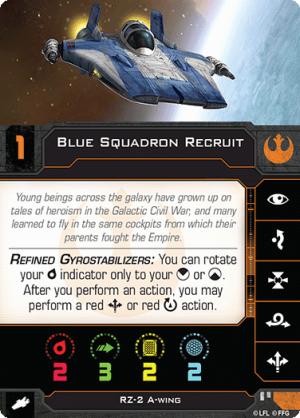 Blue Squadron Recruit
1
Young beings across the galaxy have grown up on
tales of heroism in the Galactic Civil War, and many
learned to fly in the same cockpits from which their
parents fought the Empire.
Refined Gyrostabilizers: You can rotate
your indicator only to your or .
After you perform an action, you may
perform a red or red action.
2 3 2 2
RZ-2 A-wing
© LFL © FFG